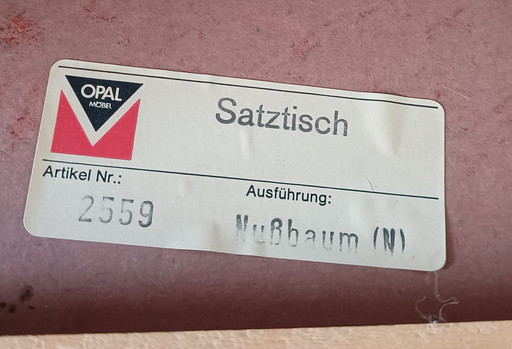 OPAL
MÖBEL
Satztisch
Artikel Nr.:
2559
Ausführung:
Nußbaum (N)